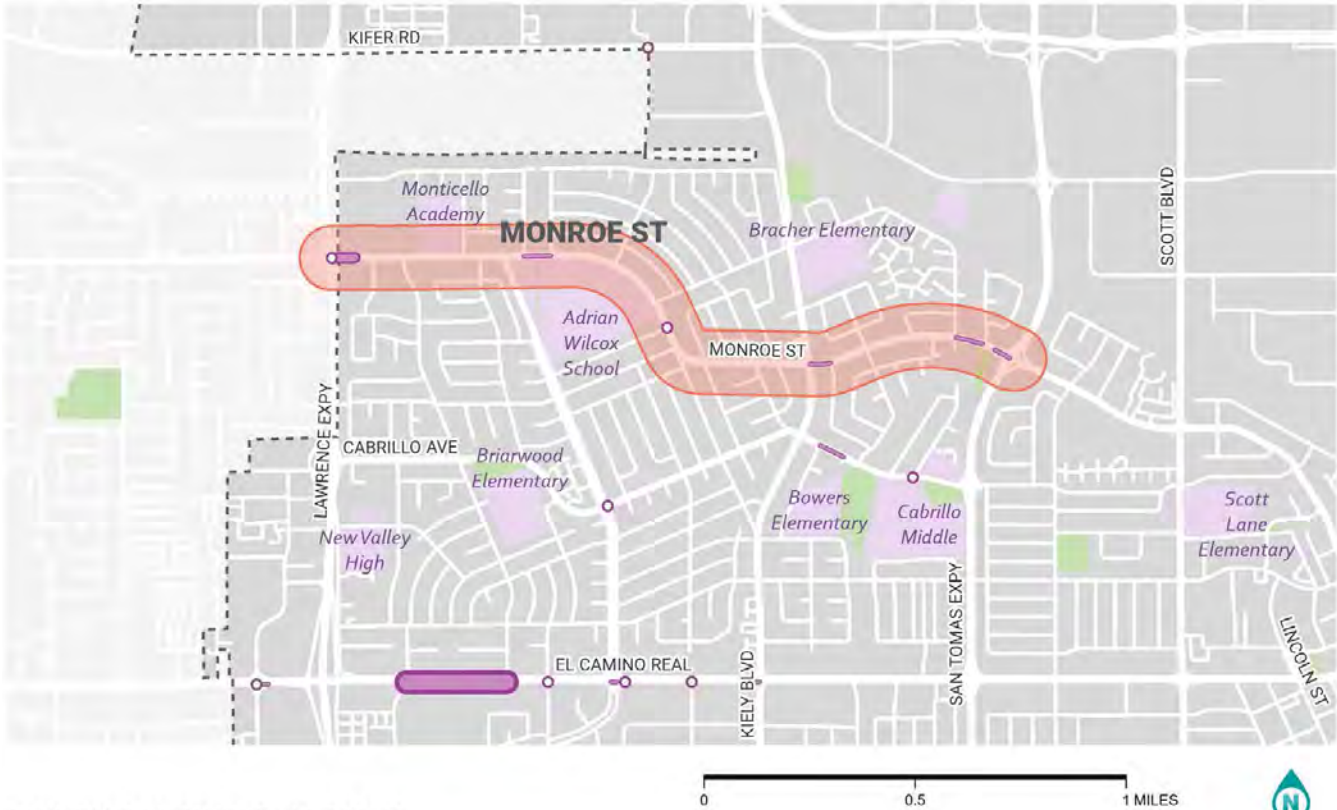 KIFER RD
Monticello
Academy
MONROE ST
Bracher Elementary
SCOTT BLVD
Adrian
Wilcox
School
MONROE ST
LAWRENCE EXPY
CABRILLO AVE
Briarwood
Elementary
Bowers
Elementary
Cabrillo
Middle
Scott
Lane
Elementary
New Valley
High
SAN TOMAS EXPY
LINCOLN ST
EL CAMINO REAL
KIELY BLVD
0 0.5 1 MILES
N